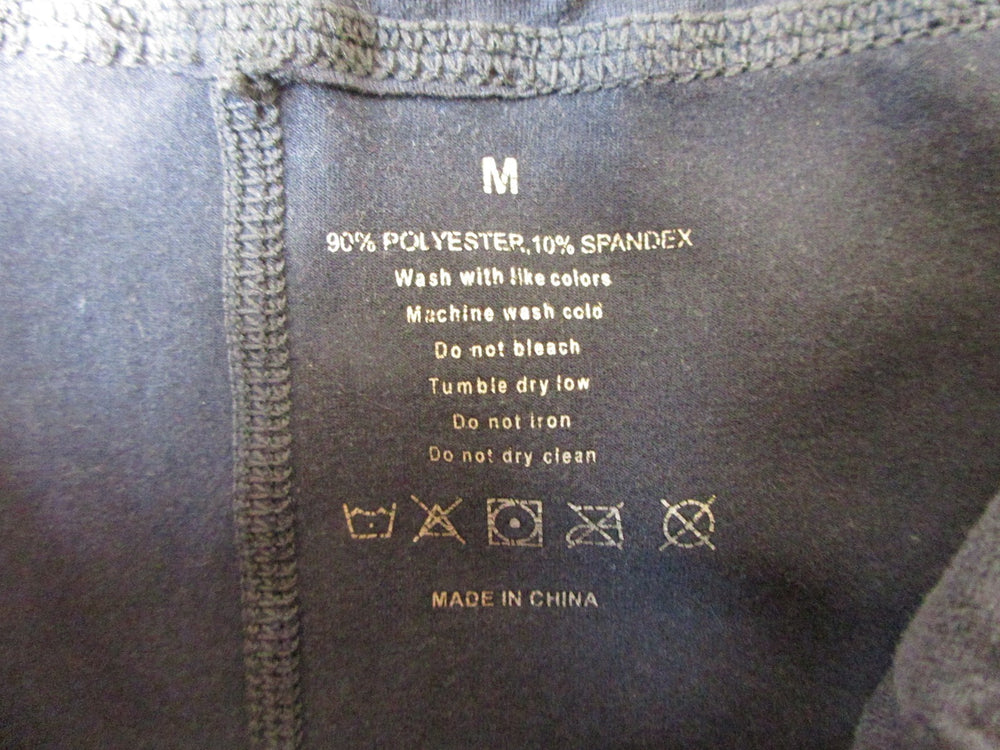 M
90% POLYESTER,10% SPANDEX
Wash with like colors
Machine wash cold
Do not bleach
Tumble dry low
Do not iron
Do not dry clean
MADE IN CHINA